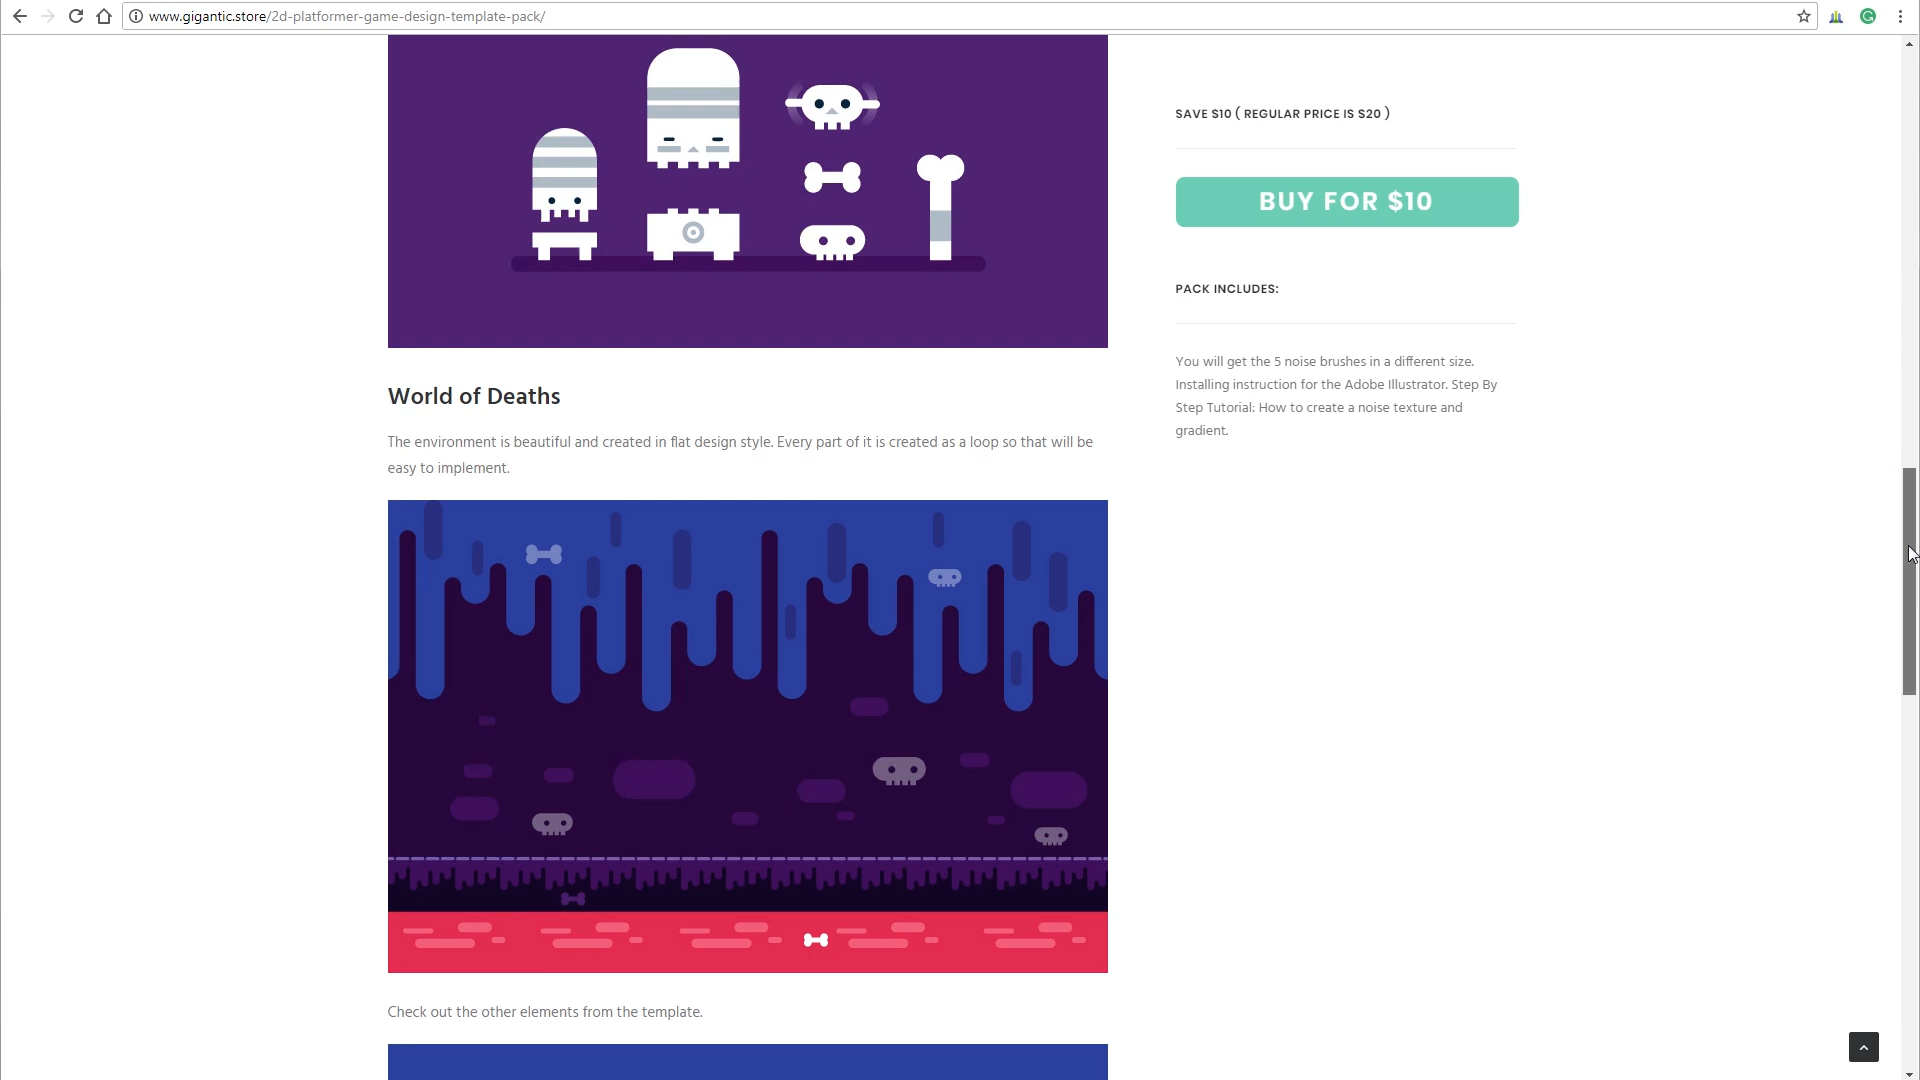 www.gigantic.store/2d-platformer-game-design-template-pack/
SAVE $10 ( REGULAR PRICE IS $20 )
BUY FOR $10
PACK INCLUDES:
You will get the 5 noise brushes in a different size.
Installing instruction for the Adobe Illustrator. Step By
Step Tutorial: How to create a noise texture and
gradient.
World of Deaths
The environment is beautiful and created in flat design style. Every part of it is created as a loop so that will be
easy to implement.
Check out the other elements from the template.